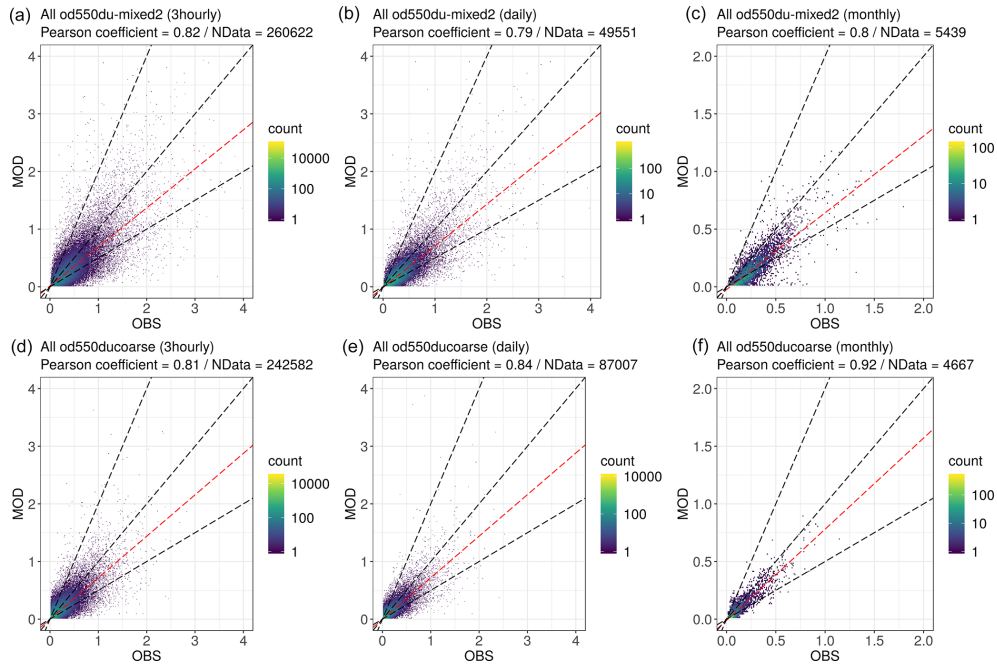 (a) All od550du-mixed2 (3hourly)
Pearson coefficient = 0.82 / NData = 260622
4
3
2
1
0
MOD
0 1 2 3 4
OBS
count
10000
100
1
(b) All od550du-mixed2 (daily)
Pearson coefficient = 0.79 / NData = 49551
4
3
2
1
0
MOD
0 1 2 3 4
OBS
count
100
10
1
(c) All od550du-mixed2 (monthly)
Pearson coefficient = 0.8 / NData = 5439
2.0
1.5
1.0
0.5
0.0
MOD
0.0 0.5 1.0 1.5 2.0
OBS
count
100
10
1
(d) All od550ducoarse (3hourly)
Pearson coefficient = 0.81 / NData = 242582
4
3
2
1
0
MOD
0 1 2 3 4
OBS
count
10000
100
1
(e) All od550ducoarse (daily)
Pearson coefficient = 0.84 / NData = 87007
4
3
2
1
0
MOD
0 1 2 3 4
OBS
count
10000
100
1
(f) All od550ducoarse (monthly)
Pearson coefficient = 0.92 / NData = 4667
2.0
1.5
1.0
0.5
0.0
MOD
0.0 0.5 1.0 1.5 2.0
OBS
count
100
10
1